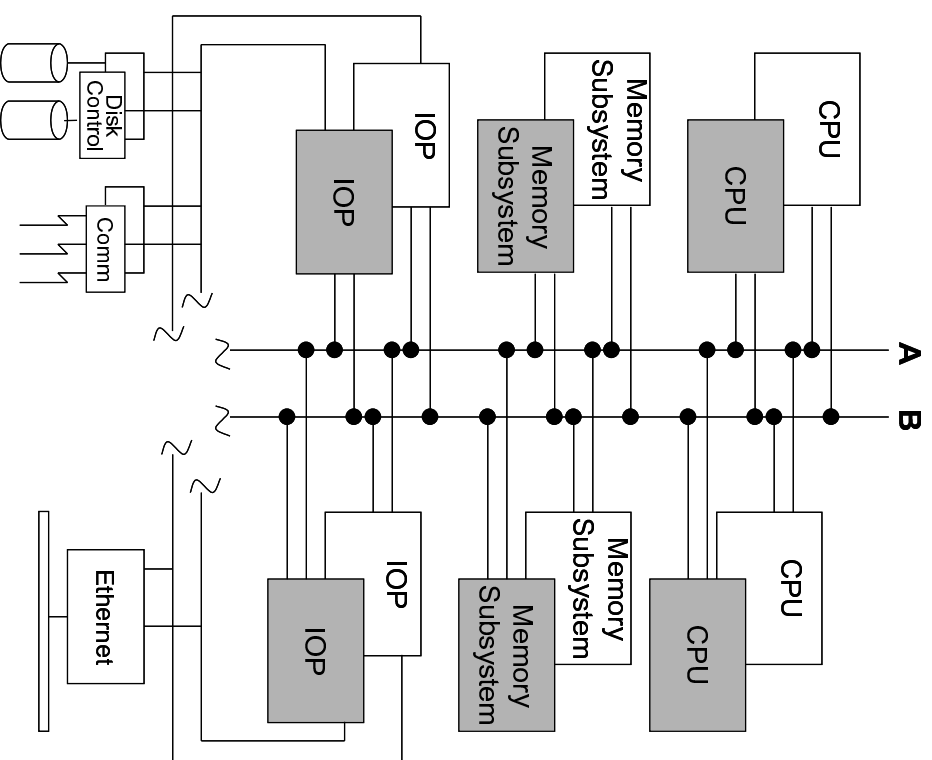 A
B
CPU
CPU
CPU
CPU
Memory
Subsystem
Memory
Subsystem
Memory
Subsystem
Memory
Subsystem
IOP
IOP
IOP
IOP
Disk
Control
Comm
Ethernet